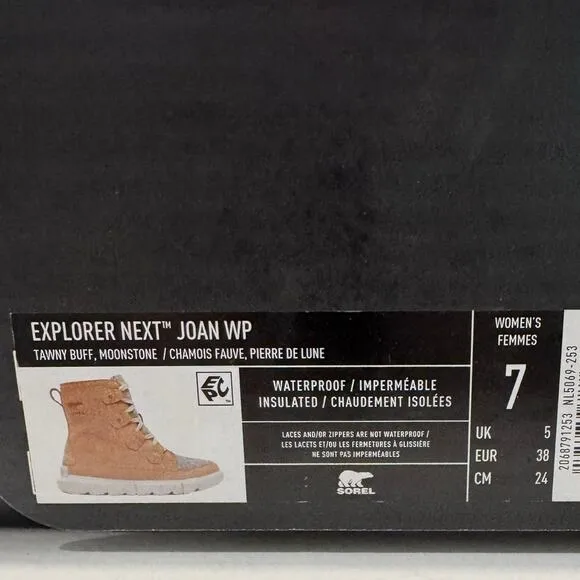 EXPLORER NEXT™ JOAN WP
TAWNY BUFF, MOONSTONE / CHAMOIS FAUVE, PIERRE DE LUNE
WATERPROOF / IMPERMÉABLE
INSULATED / CHAUDEMENT ISOLÉES
LACES AND/OR ZIPPERS ARE NOT WATERPROOF /
LES LACETS ET/OU LES FERMETURES À GLISSIÈRE
NE SONT PAS IMPERMÉABLES
SOREL
WOMEN'S
FEMMES
7
UK 5
EUR 38
CM 24
2068791253 NL5069-253